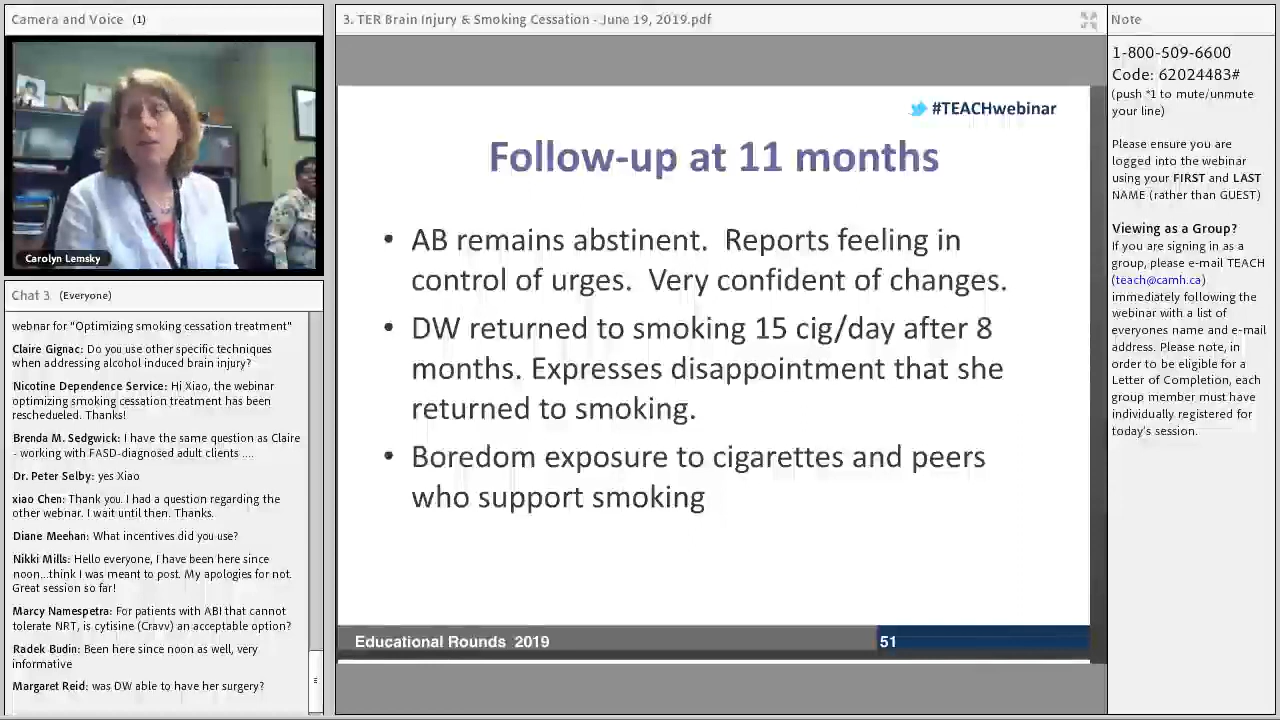 Camera and Voice (1)
Carolyn Lemsky
Chat 3 (Everyone)
webnar for "Optimizing smoking cessation treatment"
Claire Gignac: Do you use other specific techniques
when addressing alcohol induced brain injury?
Nicotine Dependence Service: Hi Xiao, the webinar
optimizing smoking cessation treatment has been
reschedueled. Thanks!
Brenda M. Sedgwick: I have the same question as Claire
- working with FASD-diagnosed adult clients ....
Dr. Peter Selby: yes Xiao
xiao Chen: Thank you. I had a question regarding the
other webinar. I wait until then. Thanks.
Diane Meehan: What incentives did you use?
Nikki Mills: Hello everyone, I have been here since
noon...think I was meant to post. My apologies for not.
Great session so far!
Marcy Namespetra: For patients with ABI that cannot
tolerate NRT, is cytisine (Cravv) an acceptable option?
Radek Budin: Been here since noon as well, very
informative
Margaret Reid: was DW able to have her surgery?
3. TER Brain Injury & Smoking Cessation - June 19, 2019.pdf
#TEACHwebinar
Follow-up at 11 months
• AB remains abstinent. Reports feeling in
control of urges. Very confident of changes.
• DW returned to smoking 15 cig/day after 8
months. Expresses disappointment that she
returned to smoking.
• Boredom exposure to cigarettes and peers
who support smoking
Educational Rounds 2019
51
Note
1-800-509-6600
Code: 62024483#
(push *1 to mute/unmute
your line)
Please ensure you are
logged into the webinar
using your FIRST and LAST
NAME (rather than GUEST)
Viewing as a Group?
If you are signing in as a
group, please e-mail TEACH
(teach@camh.ca)
immediately following the
webinar with a list of
everyones name and e-mail
address. Please note, in
order to be eligible for a
Letter of Completion, each
group member must have
individually registered for
today's session.